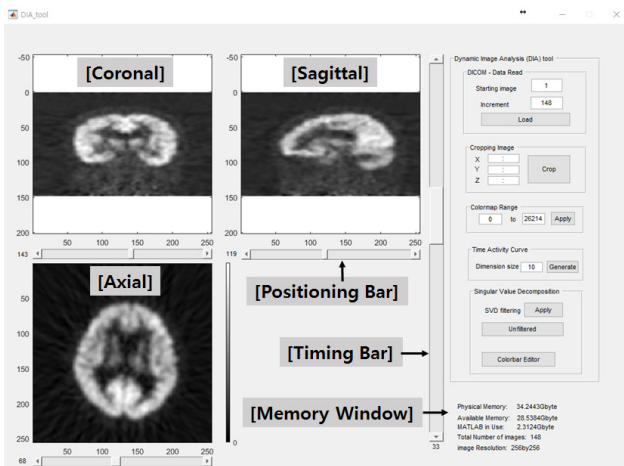 DIA_tool
[Coronal]
[Sagittal]
-50
0
50
100
150
200
50 100 150 200 250
143
-50
0
50
100
150
200
50 100 150 200 250
119
[Axial]
0
50
100
150
200
250
50 100 150 200 250
68
0
33
[Positioning Bar]
[Timing Bar]
[Memory Window]
Dynamic Image Analysis (DIA) tool
DICOM - Data Read
Starting image 1
Increment 148
Load
Cropping Image
X :
Y :
Z :
Crop
Colormap Range
0 to 26214 Apply
Time Activity Curve
Dimension size 10 Generate
Singular Value Decomposition
SVD filtering Apply
Unfiltered
Colorbar Editor
Physical Memory: 34.2443Gbyte
Available Memory: 28.5384Gbyte
MATLAB in Use: 2.3124Gbyte
Total Number of images: 148
image Resolution: 256by256